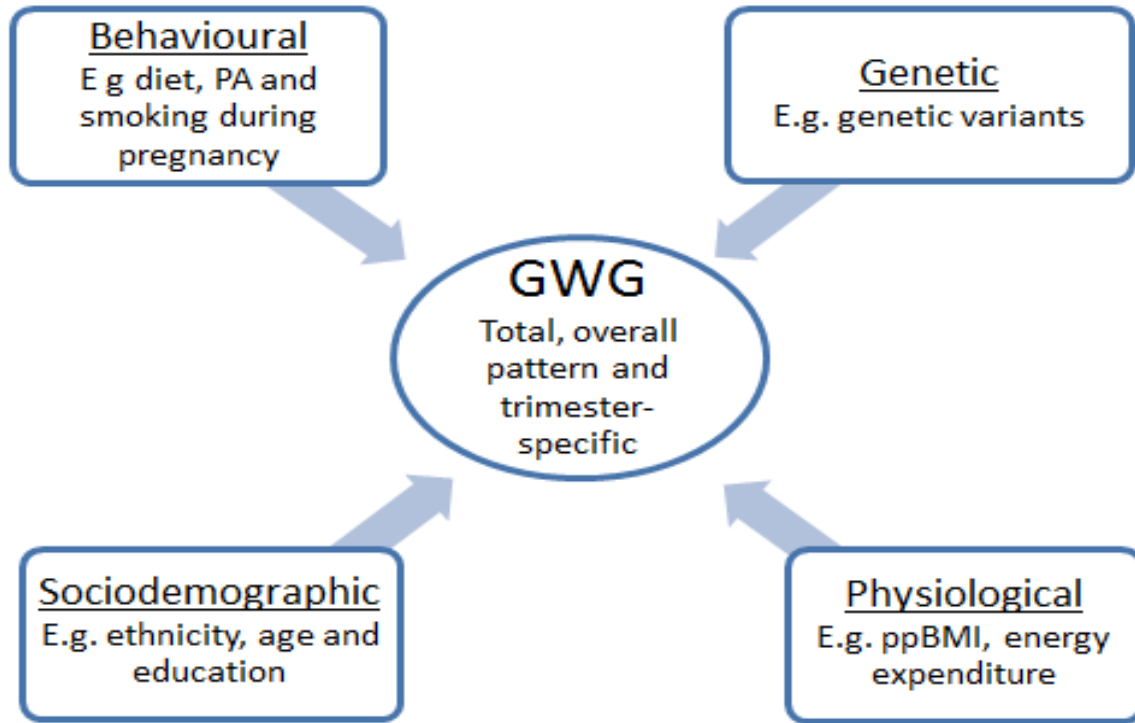 Behavioural
E g diet, PA and
smoking during
pregnancy
Genetic
E.g. genetic variants
GWG
Total, overall
pattern and
trimester-
specific
Sociodemographic
E.g. ethnicity, age and
education
Physiological
E.g. ppBMI, energy
expenditure